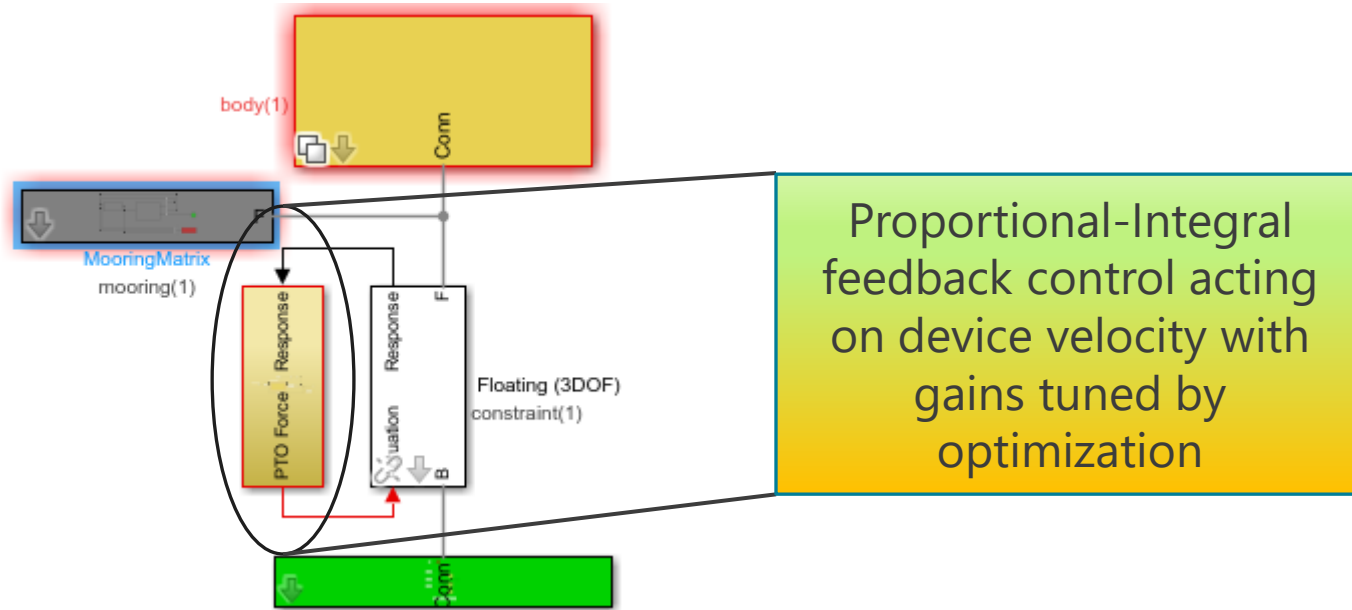 body(1)
Conn
F
MooringMatrix
mooring(1)
PTO Force Response
uation Response
F
B
Floating (3DOF)
constraint(1)
Conn
Proportional-Integral
feedback control acting
on device velocity with
gains tuned by
optimization